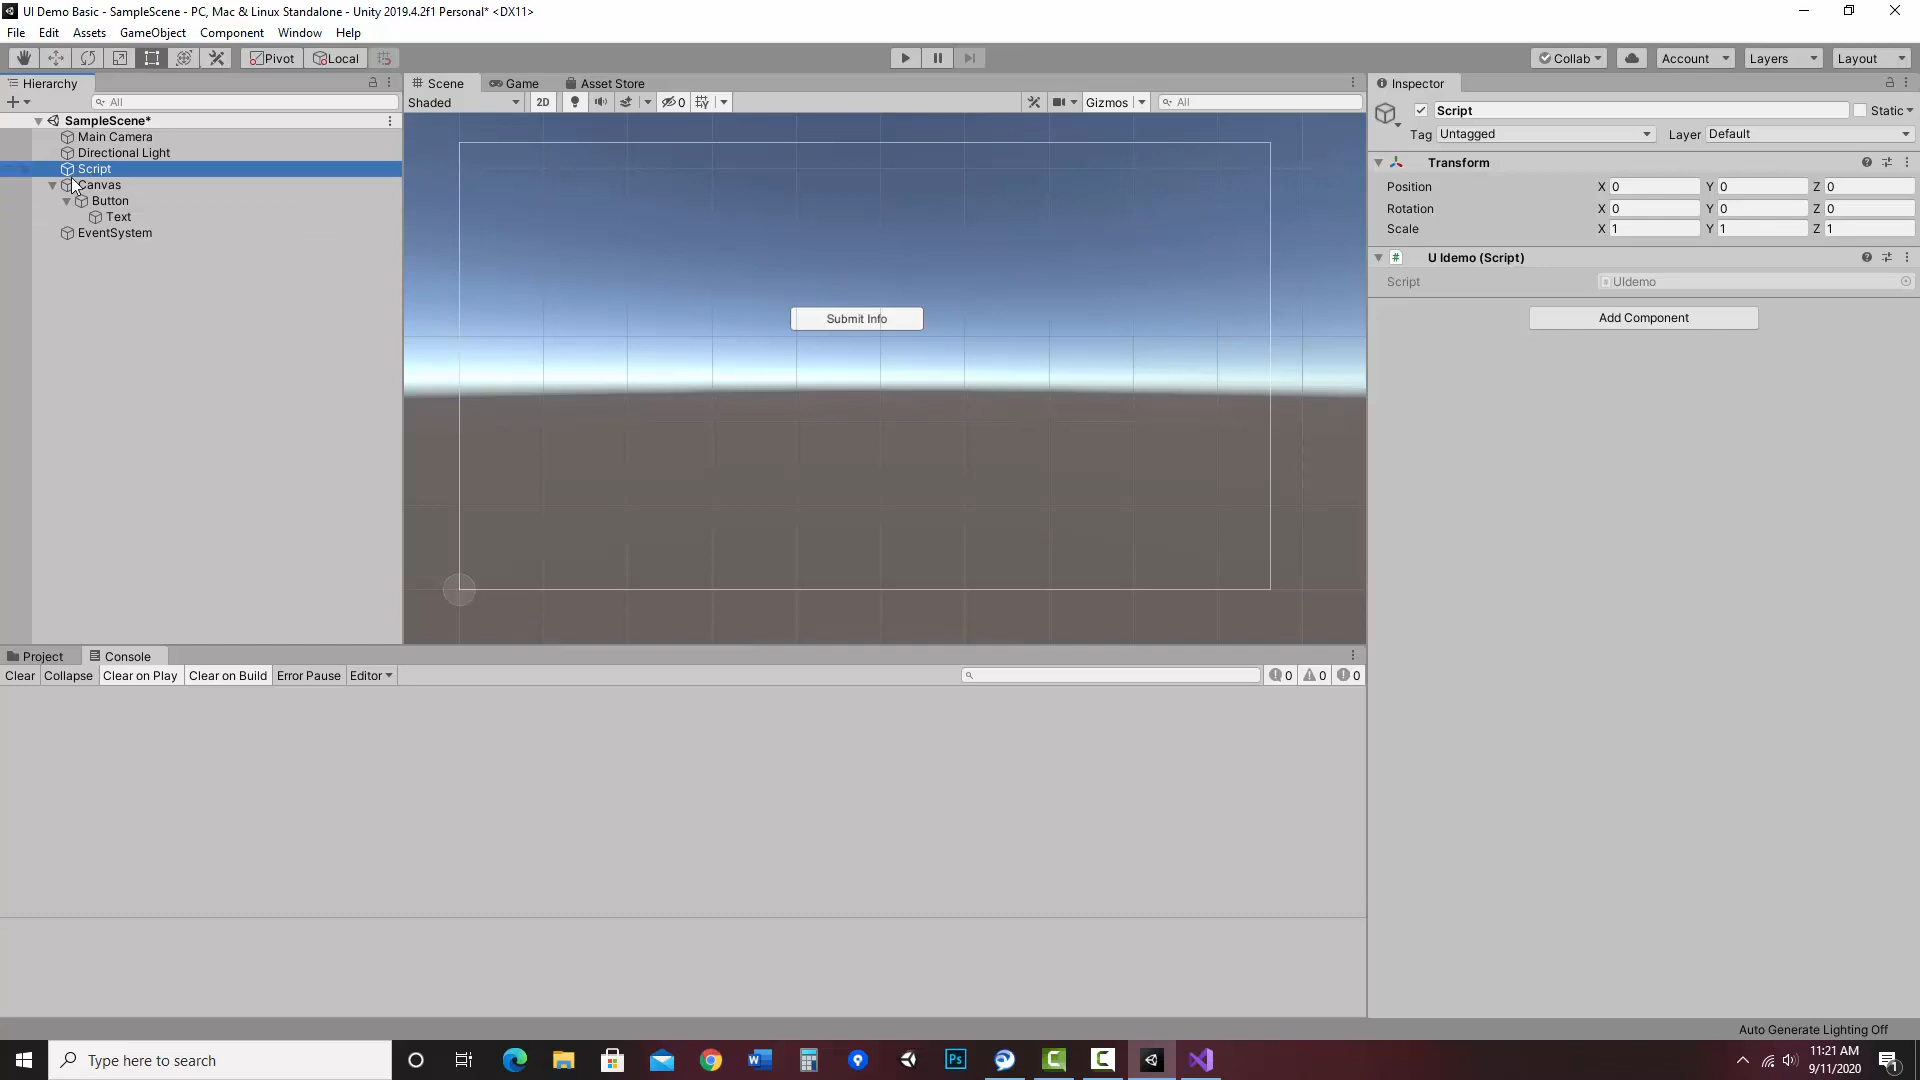 UI Demo Basic - SampleScene - PC, Mac & Linux Standalone - Unity 2019.4.2f1 Personal* <DX11>
File Edit Assets GameObject Component Window Help
Pivot Local Collab Account Layers Layout
Hierarchy
All
SampleScene*
Main Camera
Directional Light
Script
Canvas
Button
Text
EventSystem
Scene Game Asset Store
Shaded 2D 0 Gizmos All
Submit Info
Inspector
Script Static
Tag Untagged Layer Default
Transform
Position X 0 Y 0 Z 0
Rotation X 0 Y 0 Z 0
Scale X 1 Y 1 Z 1
U Idemo (Script)
Script UIdemo
Add Component
Project Console
Clear Collapse Clear on Play Clear on Build Error Pause Editor 0 0 0
Auto Generate Lighting Off
Type here to search
11:21 AM
9/11/2020
1